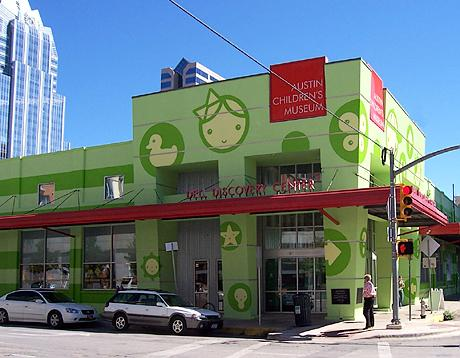 AUSTIN
CHILDREN'S
MUSEUM
DELL DISCOVERY CENTER